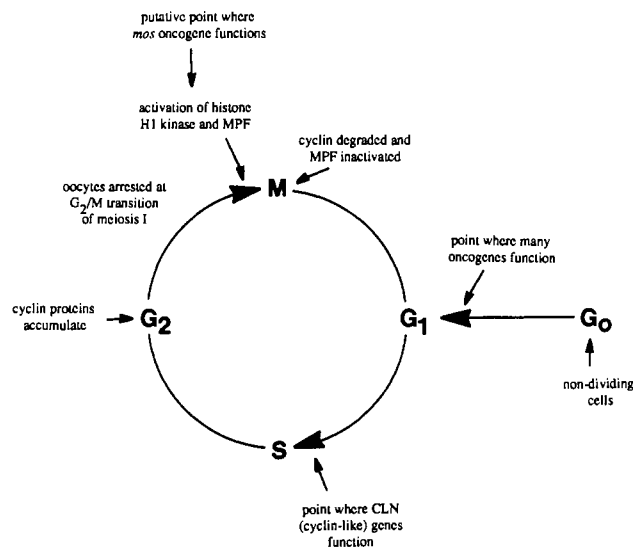 putative point where
mos oncogene functions
activation of histone
H1 kinase and MPF
cyclin degraded and
MPF inactivated
oocytes arrested at
G2/M transition
of meiosis I
M
point where many
oncogenes function
cyclin proteins
accumulate
G2
G1
Go
non-dividing
cells
S
point where CLN
(cyclin-like) genes
function